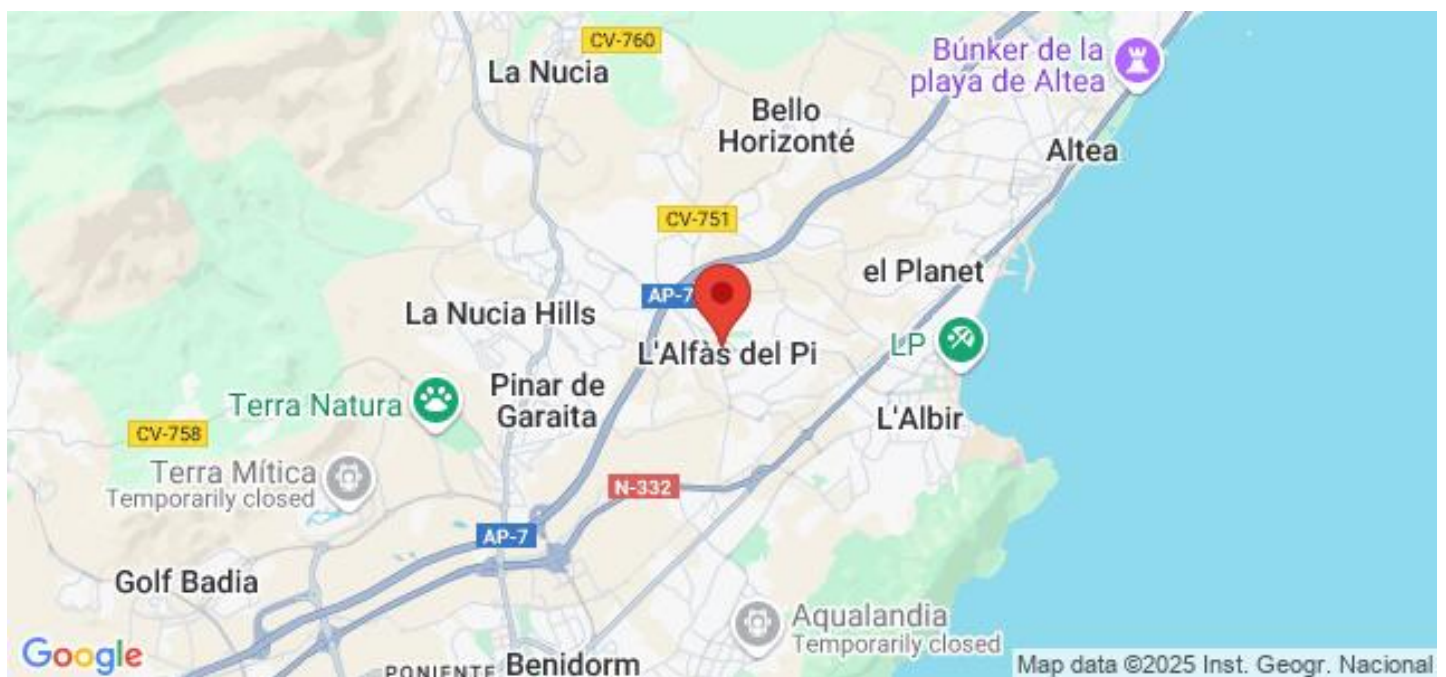 CV-760
La Nucia
Búnker de la
playa de Altea
Bello
Horizonté
Altea
CV-751
el Planet
AP-7
La Nucia Hills
L'Alfàs del Pi
LP
Pinar de
Garaita
Terra Natura
L'Albir
CV-758
Terra Mítica
Temporarily closed
N-332
AP-7
Golf Badia
Aqualandia
Temporarily closed
Google
PONIENTE
Benidorm
Map data ©2025 Inst. Geogr. Nacional